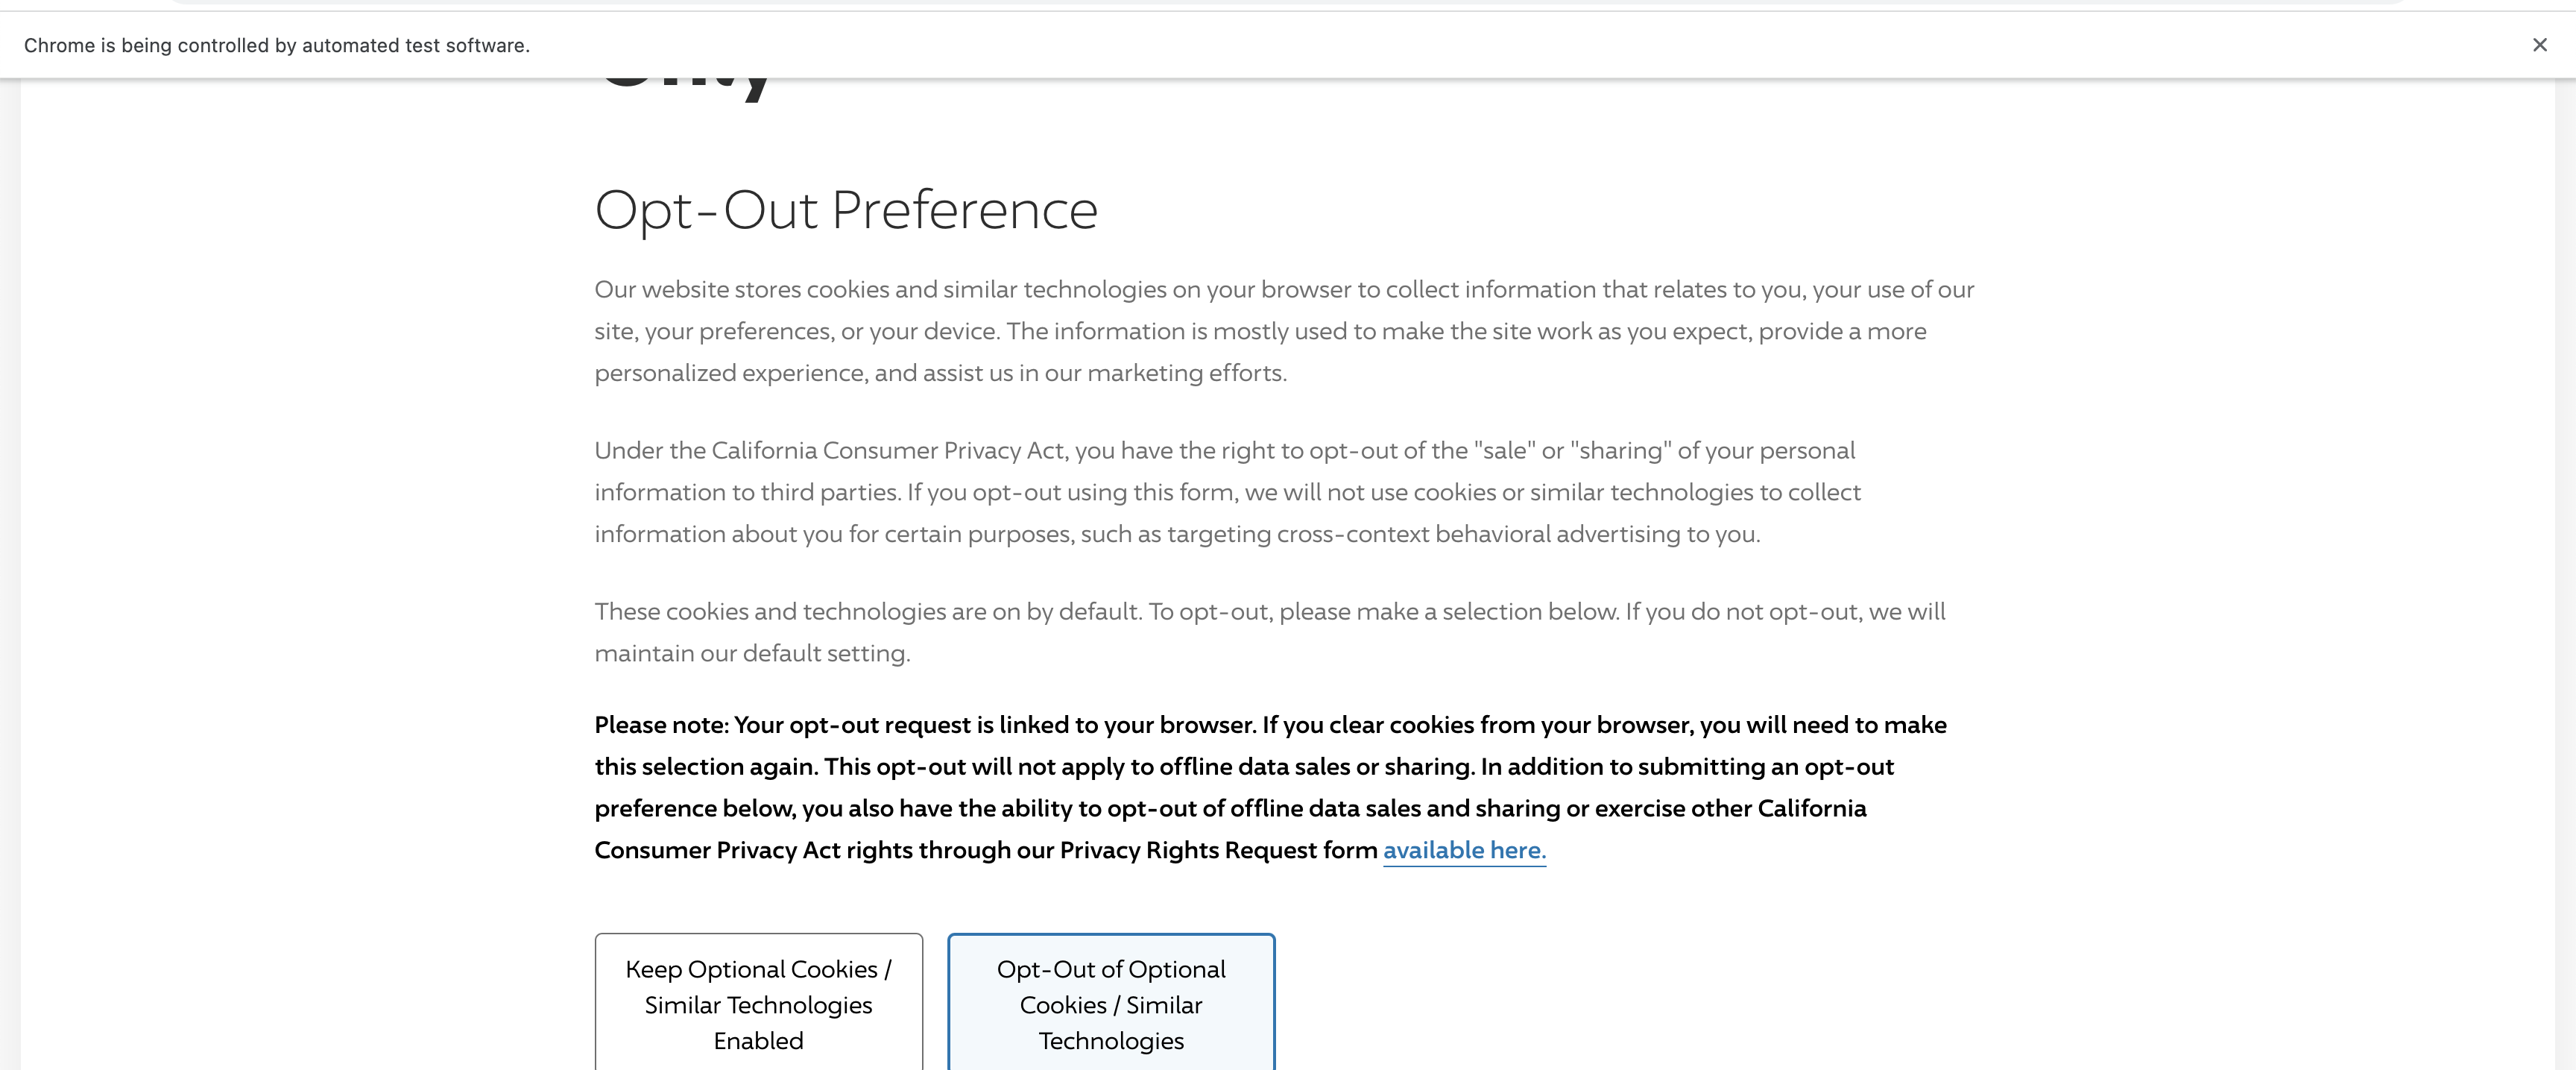 Chrome is being controlled by automated test software.
Opt-Out Preference
Our website stores cookies and similar technologies on your browser to collect information that relates to you, your use of our
site, your preferences, or your device. The information is mostly used to make the site work as you expect, provide a more
personalized experience, and assist us in our marketing efforts.
Under the California Consumer Privacy Act, you have the right to opt-out of the "sale" or "sharing" of your personal
information to third parties. If you opt-out using this form, we will not use cookies or similar technologies to collect
information about you for certain purposes, such as targeting cross-context behavioral advertising to you.
These cookies and technologies are on by default. To opt-out, please make a selection below. If you do not opt-out, we will
maintain our default setting.
Please note: Your opt-out request is linked to your browser. If you clear cookies from your browser, you will need to make
this selection again. This opt-out will not apply to offline data sales or sharing. In addition to submitting an opt-out
preference below, you also have the ability to opt-out of offline data sales and sharing or exercise other California
Consumer Privacy Act rights through our Privacy Rights Request form available here.
Keep Optional Cookies /
Similar Technologies
Enabled
Opt-Out of Optional
Cookies / Similar
Technologies